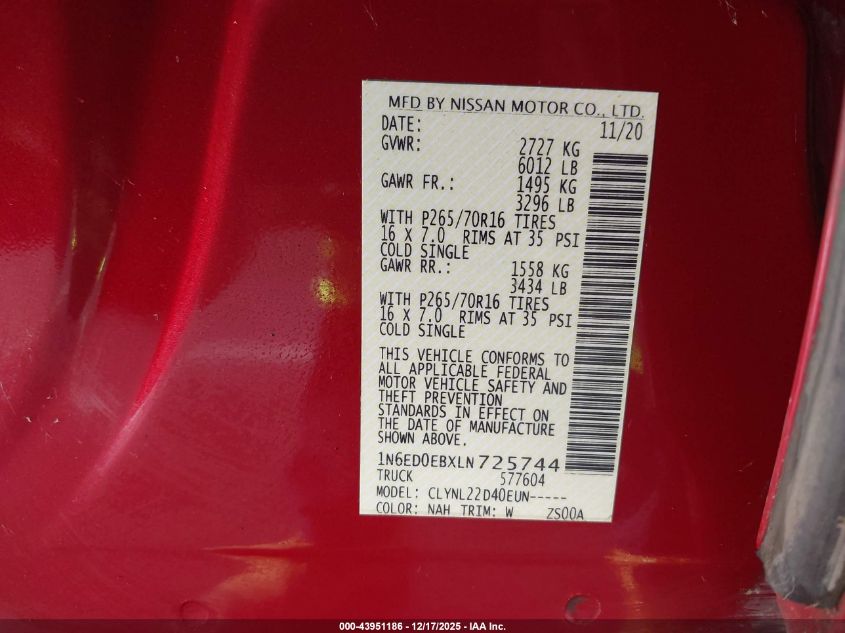 MFD BY NISSAN MOTOR CO., LTD.
DATE: 11/20
GVWR: 2727 KG
6012 LB
GAWR FR.: 1495 KG
3296 LB
WITH P265/70R16 TIRES
16 X 7.0 RIMS AT 35 PSI
COLD SINGLE
GAWR RR.: 1558 KG
3434 LB
WITH P265/70R16 TIRES
16 X 7.0 RIMS AT 35 PSI
COLD SINGLE
THIS VEHICLE CONFORMS TO
ALL APPLICABLE FEDERAL
MOTOR VEHICLE SAFETY AND
THEFT PREVENTION
STANDARDS IN EFFECT ON
THE DATE OF MANUFACTURE
SHOWN ABOVE.
1N6ED0EBXLN725744
TRUCK 577604
MODEL: CLYNL22D40EUN-----
COLOR: NAH TRIM: W ZS00A
000-43951186 - 12/17/2025 - IAA Inc.